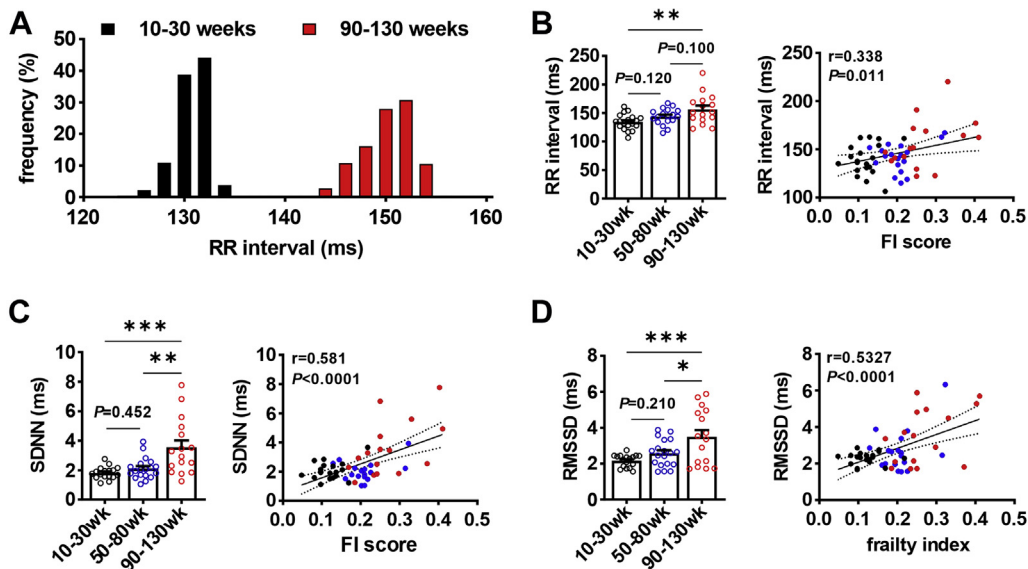 A
10-30 weeks
90-130 weeks
frequency (%)
50
40
30
20
10
0
120
130
140
150
160
RR interval (ms)
B
**
P=0.100
P=0.120
RR interval (ms)
250
200
150
100
50
0
10-30wk
50-80wk
90-130wk
r=0.338
P=0.011
RR interval (ms)
250
200
150
100
0.0
0.1
0.2
0.3
0.4
0.5
FI score
C
***
**
P=0.452
SDNN (ms)
10
8
6
4
2
0
10-30wk
50-80wk
90-130wk
r=0.581
P<0.0001
SDNN (ms)
10
8
6
4
2
0
0.0
0.1
0.2
0.3
0.4
0.5
FI score
D
***
*
P=0.210
RMSSD (ms)
8
6
4
2
0
10-30wk
50-80wk
90-130wk
r=0.5327
P<0.0001
RMSSD (ms)
8
6
4
2
0
0.0
0.1
0.2
0.3
0.4
0.5
frailty index